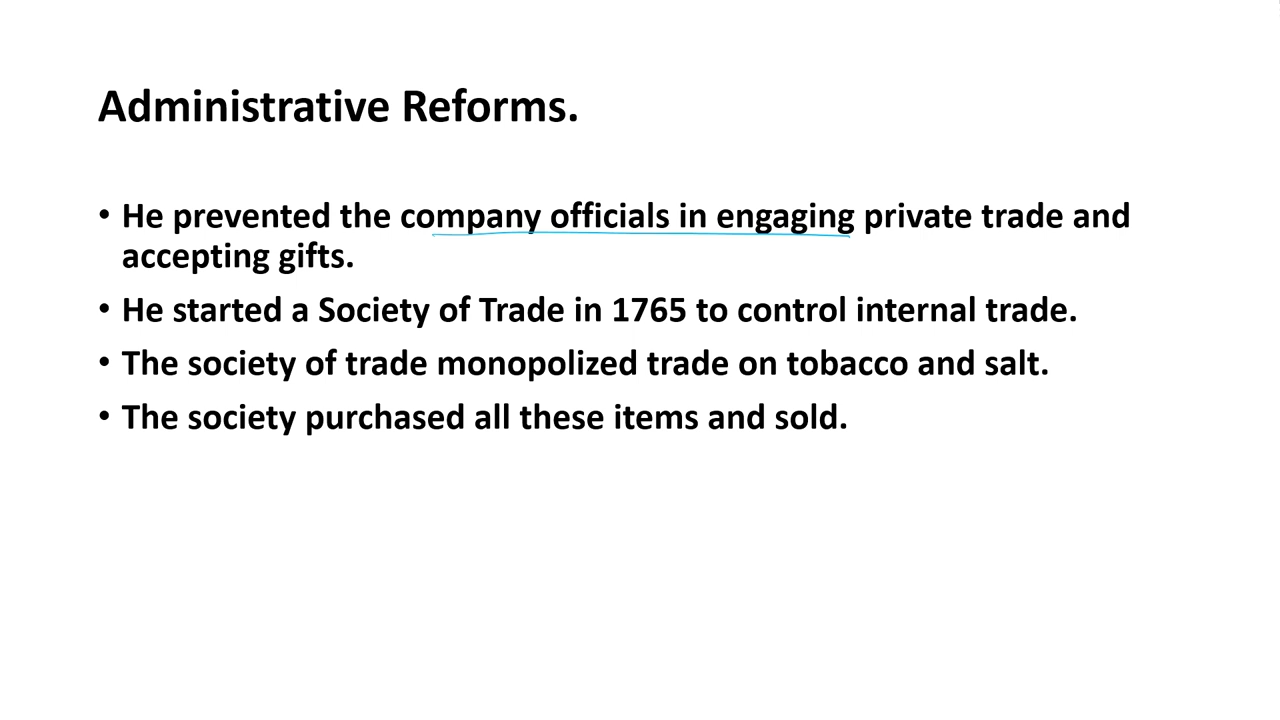 Administrative Reforms.
• He prevented the company officials in engaging private trade and
accepting gifts.
• He started a Society of Trade in 1765 to control internal trade.
• The society of trade monopolized trade on tobacco and salt.
• The society purchased all these items and sold.